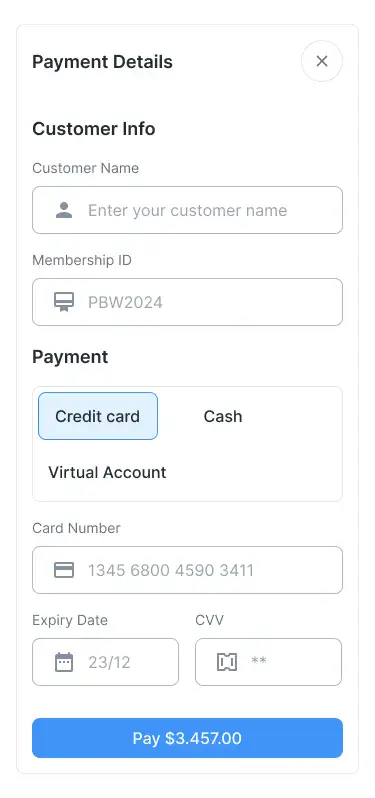 Payment Details
Customer Info
Customer Name
Enter your customer name
Membership ID
PBW2024
Payment
Credit card Cash
Virtual Account
Card Number
1345 6800 4590 3411
Expiry Date CVV
23/12 **
Pay $3.457.00